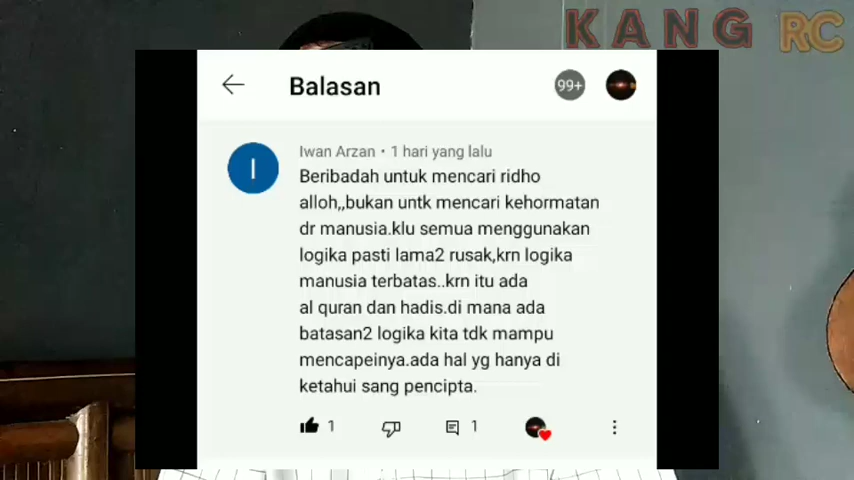 KANG RC
Balasan
99+
I
Iwan Arzan • 1 hari yang lalu
Beribadah untuk mencari ridho
alloh,,bukan untk mencari kehormatan
dr manusia.klu semua menggunakan
logika pasti lama2 rusak,krn logika
manusia terbatas..krn itu ada
al quran dan hadis.di mana ada
batasan2 logika kita tdk mampu
mencapeinya.ada hal yg hanya di
ketahui sang pencipta.
1
1